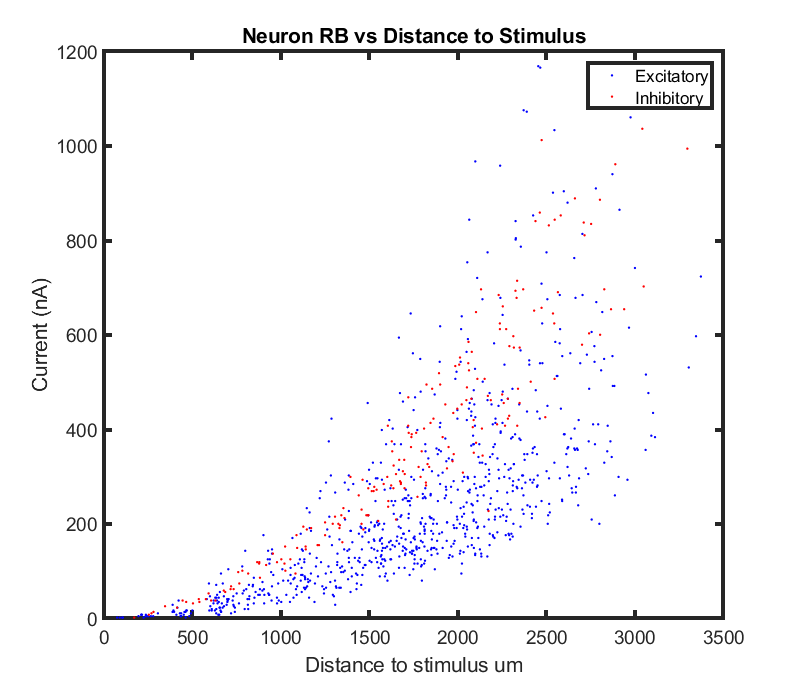 Neuron RB vs Distance to Stimulus
1200
Excitatory
Inhibitory
1000
800
600
400
200
0
Current (nA)
0 500 1000 1500 2000 2500 3000 3500
Distance to stimulus um